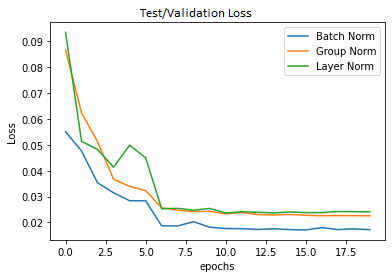 Test/Validation Loss
Batch Norm
Group Norm
Layer Norm
0.09
0.08
0.07
0.06
0.05
0.04
0.03
0.02
Loss
0.0 2.5 5.0 7.5 10.0 12.5 15.0 17.5
epochs